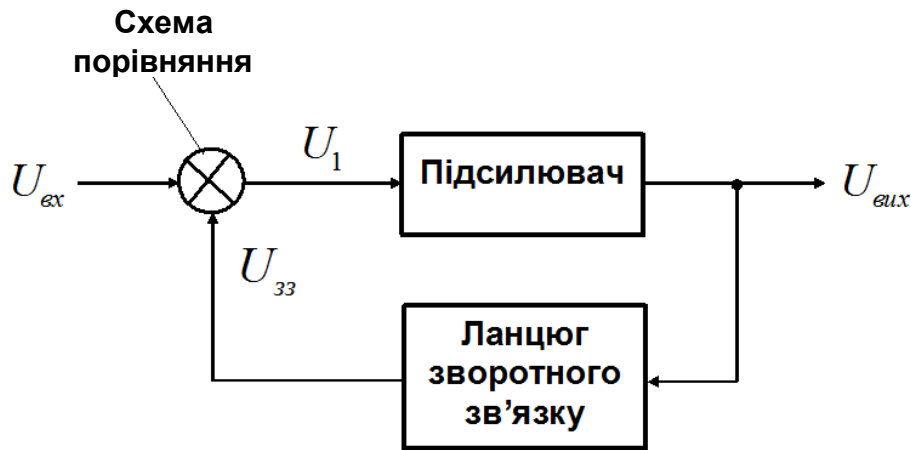 Схема
порівняння
U₁
Підсилювач
Uвх
Uвих
Uзз
Ланцюг
зворотного
зв’язку